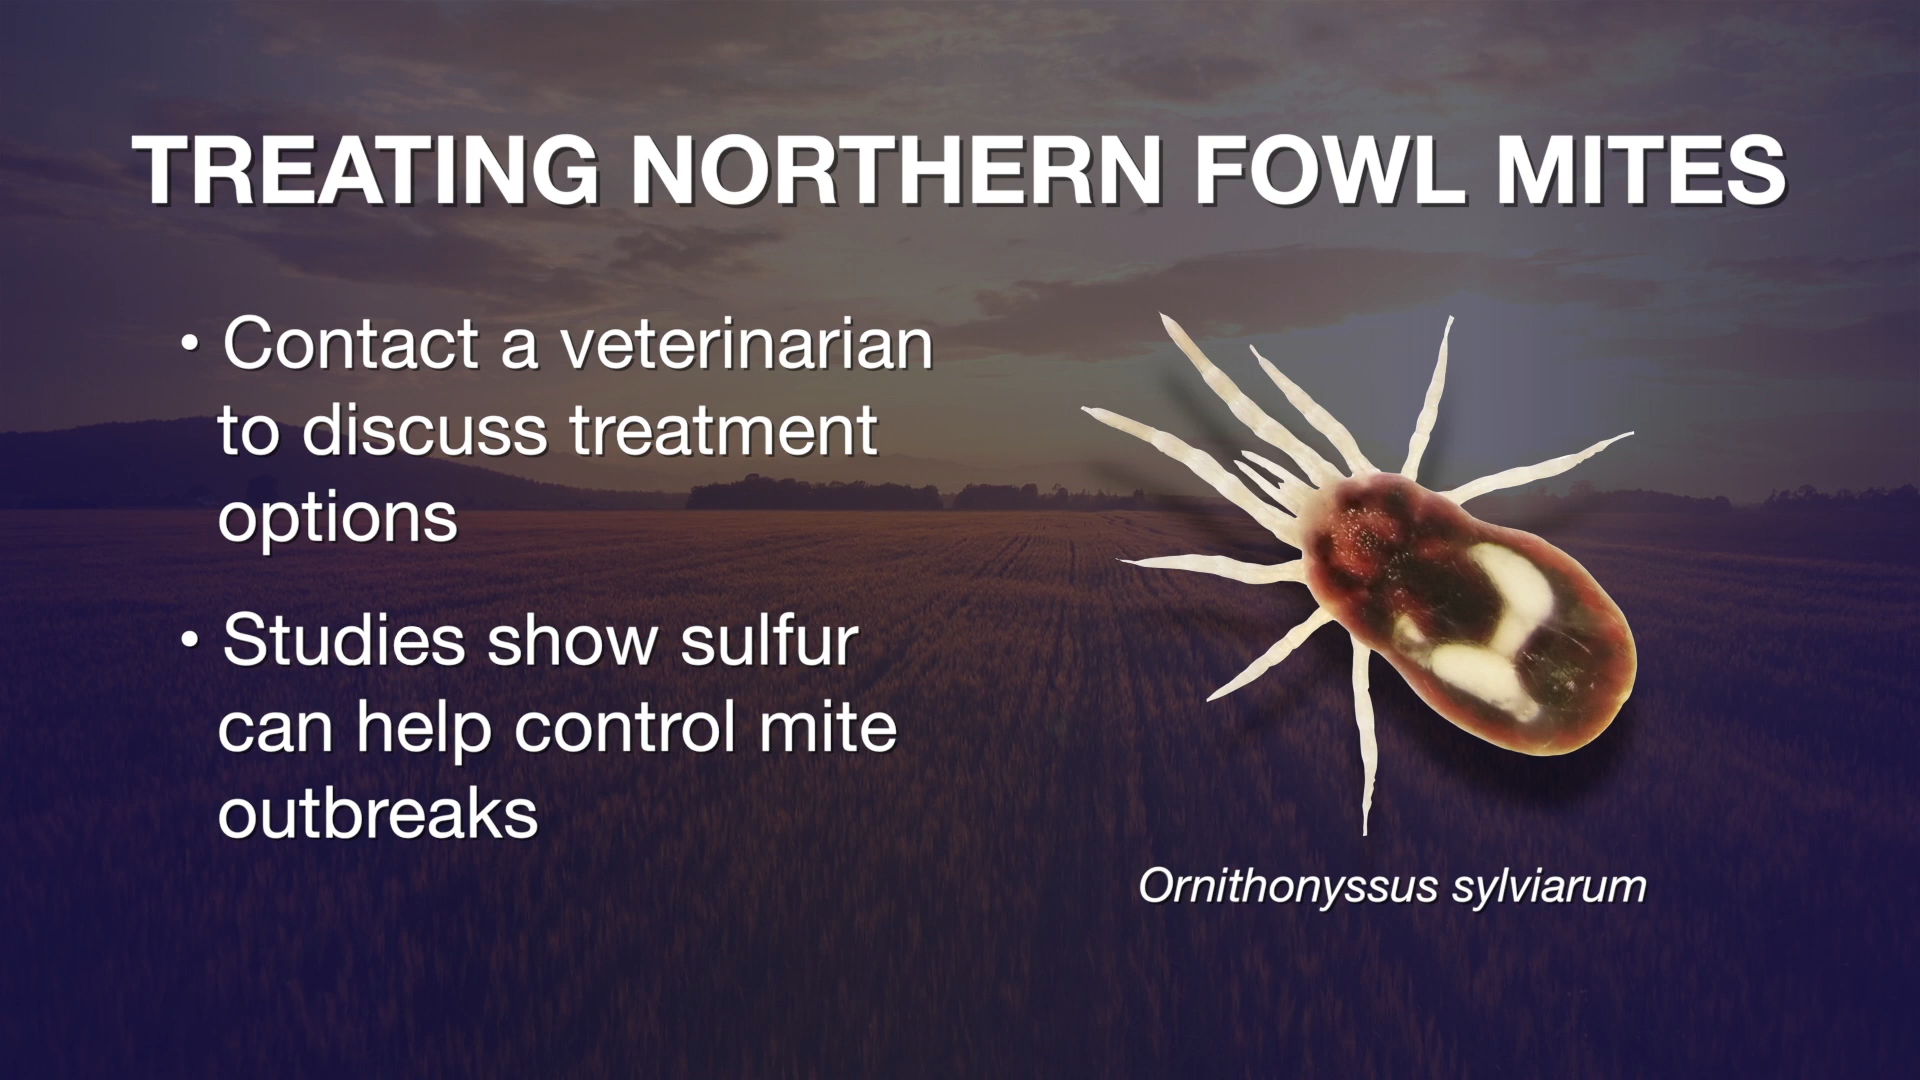 TREATING NORTHERN FOWL MITES
• Contact a veterinarian
to discuss treatment
options
• Studies show sulfur
can help control mite
outbreaks
Ornithonyssus sylviarum